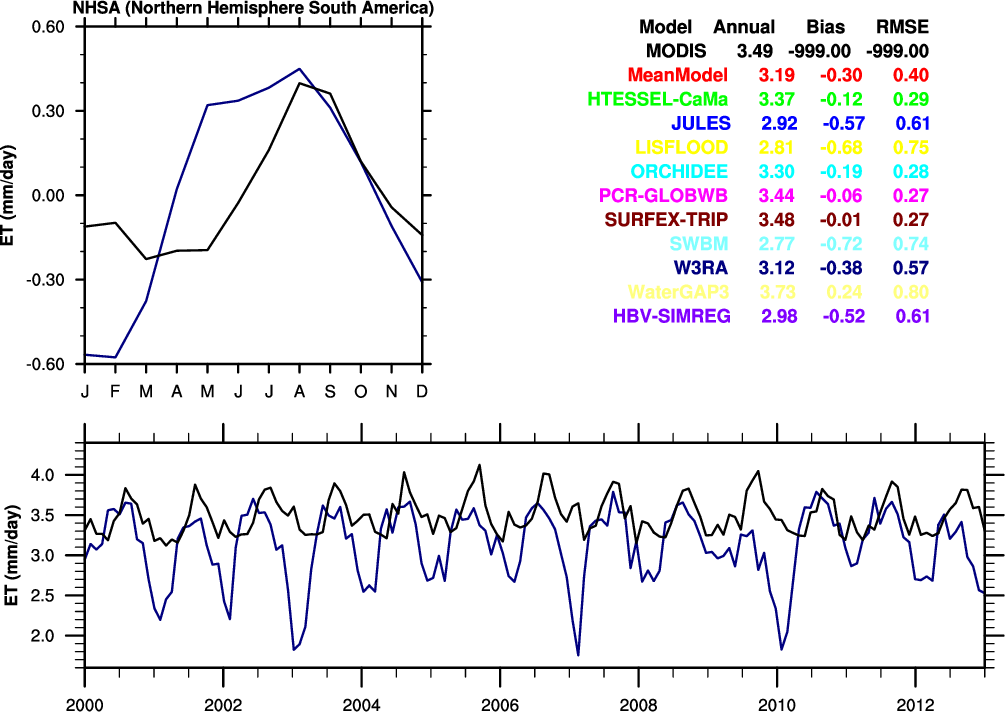 NHSA (Northern Hemisphere South America)
0.60
0.30
0.00
-0.30
-0.60
ET (mm/day)
J F M A M J J A S O N D
Model Annual Bias RMSE
MODIS 3.49 -999.00 -999.00
MeanModel 3.19 -0.30 0.40
HTESSEL-CaMa 3.37 -0.12 0.29
JULES 2.92 -0.57 0.61
LISFLOOD 2.81 -0.68 0.75
ORCHIDEE 3.30 -0.19 0.28
PCR-GLOBWB 3.44 -0.06 0.27
SURFEX-TRIP 3.48 -0.01 0.27
SWBM 2.77 -0.72 0.74
W3RA 3.12 -0.38 0.57
WaterGAP3 3.73 0.24 0.80
HBV-SIMREG 2.98 -0.52 0.61
4.0
3.5
3.0
2.5
2.0
ET (mm/day)
2000 2002 2004 2006 2008 2010 2012